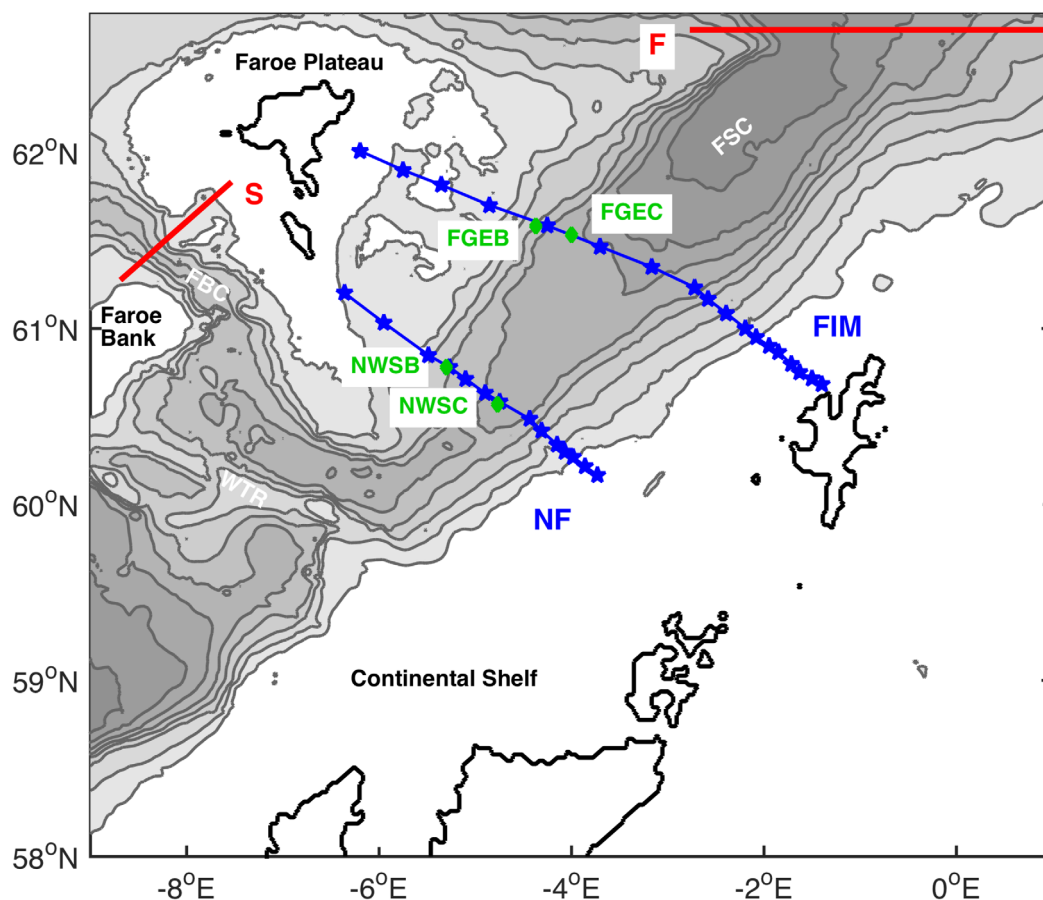 Faroe Plateau
F
FSC
62°N
S
FGEC
FGEB
FBC
Faroe
Bank
61°N
FIM
NWSB
NWSC
WTR
60°N
NF
59°N
Continental Shelf
58°N
-8°E
-6°E
-4°E
-2°E
0°E